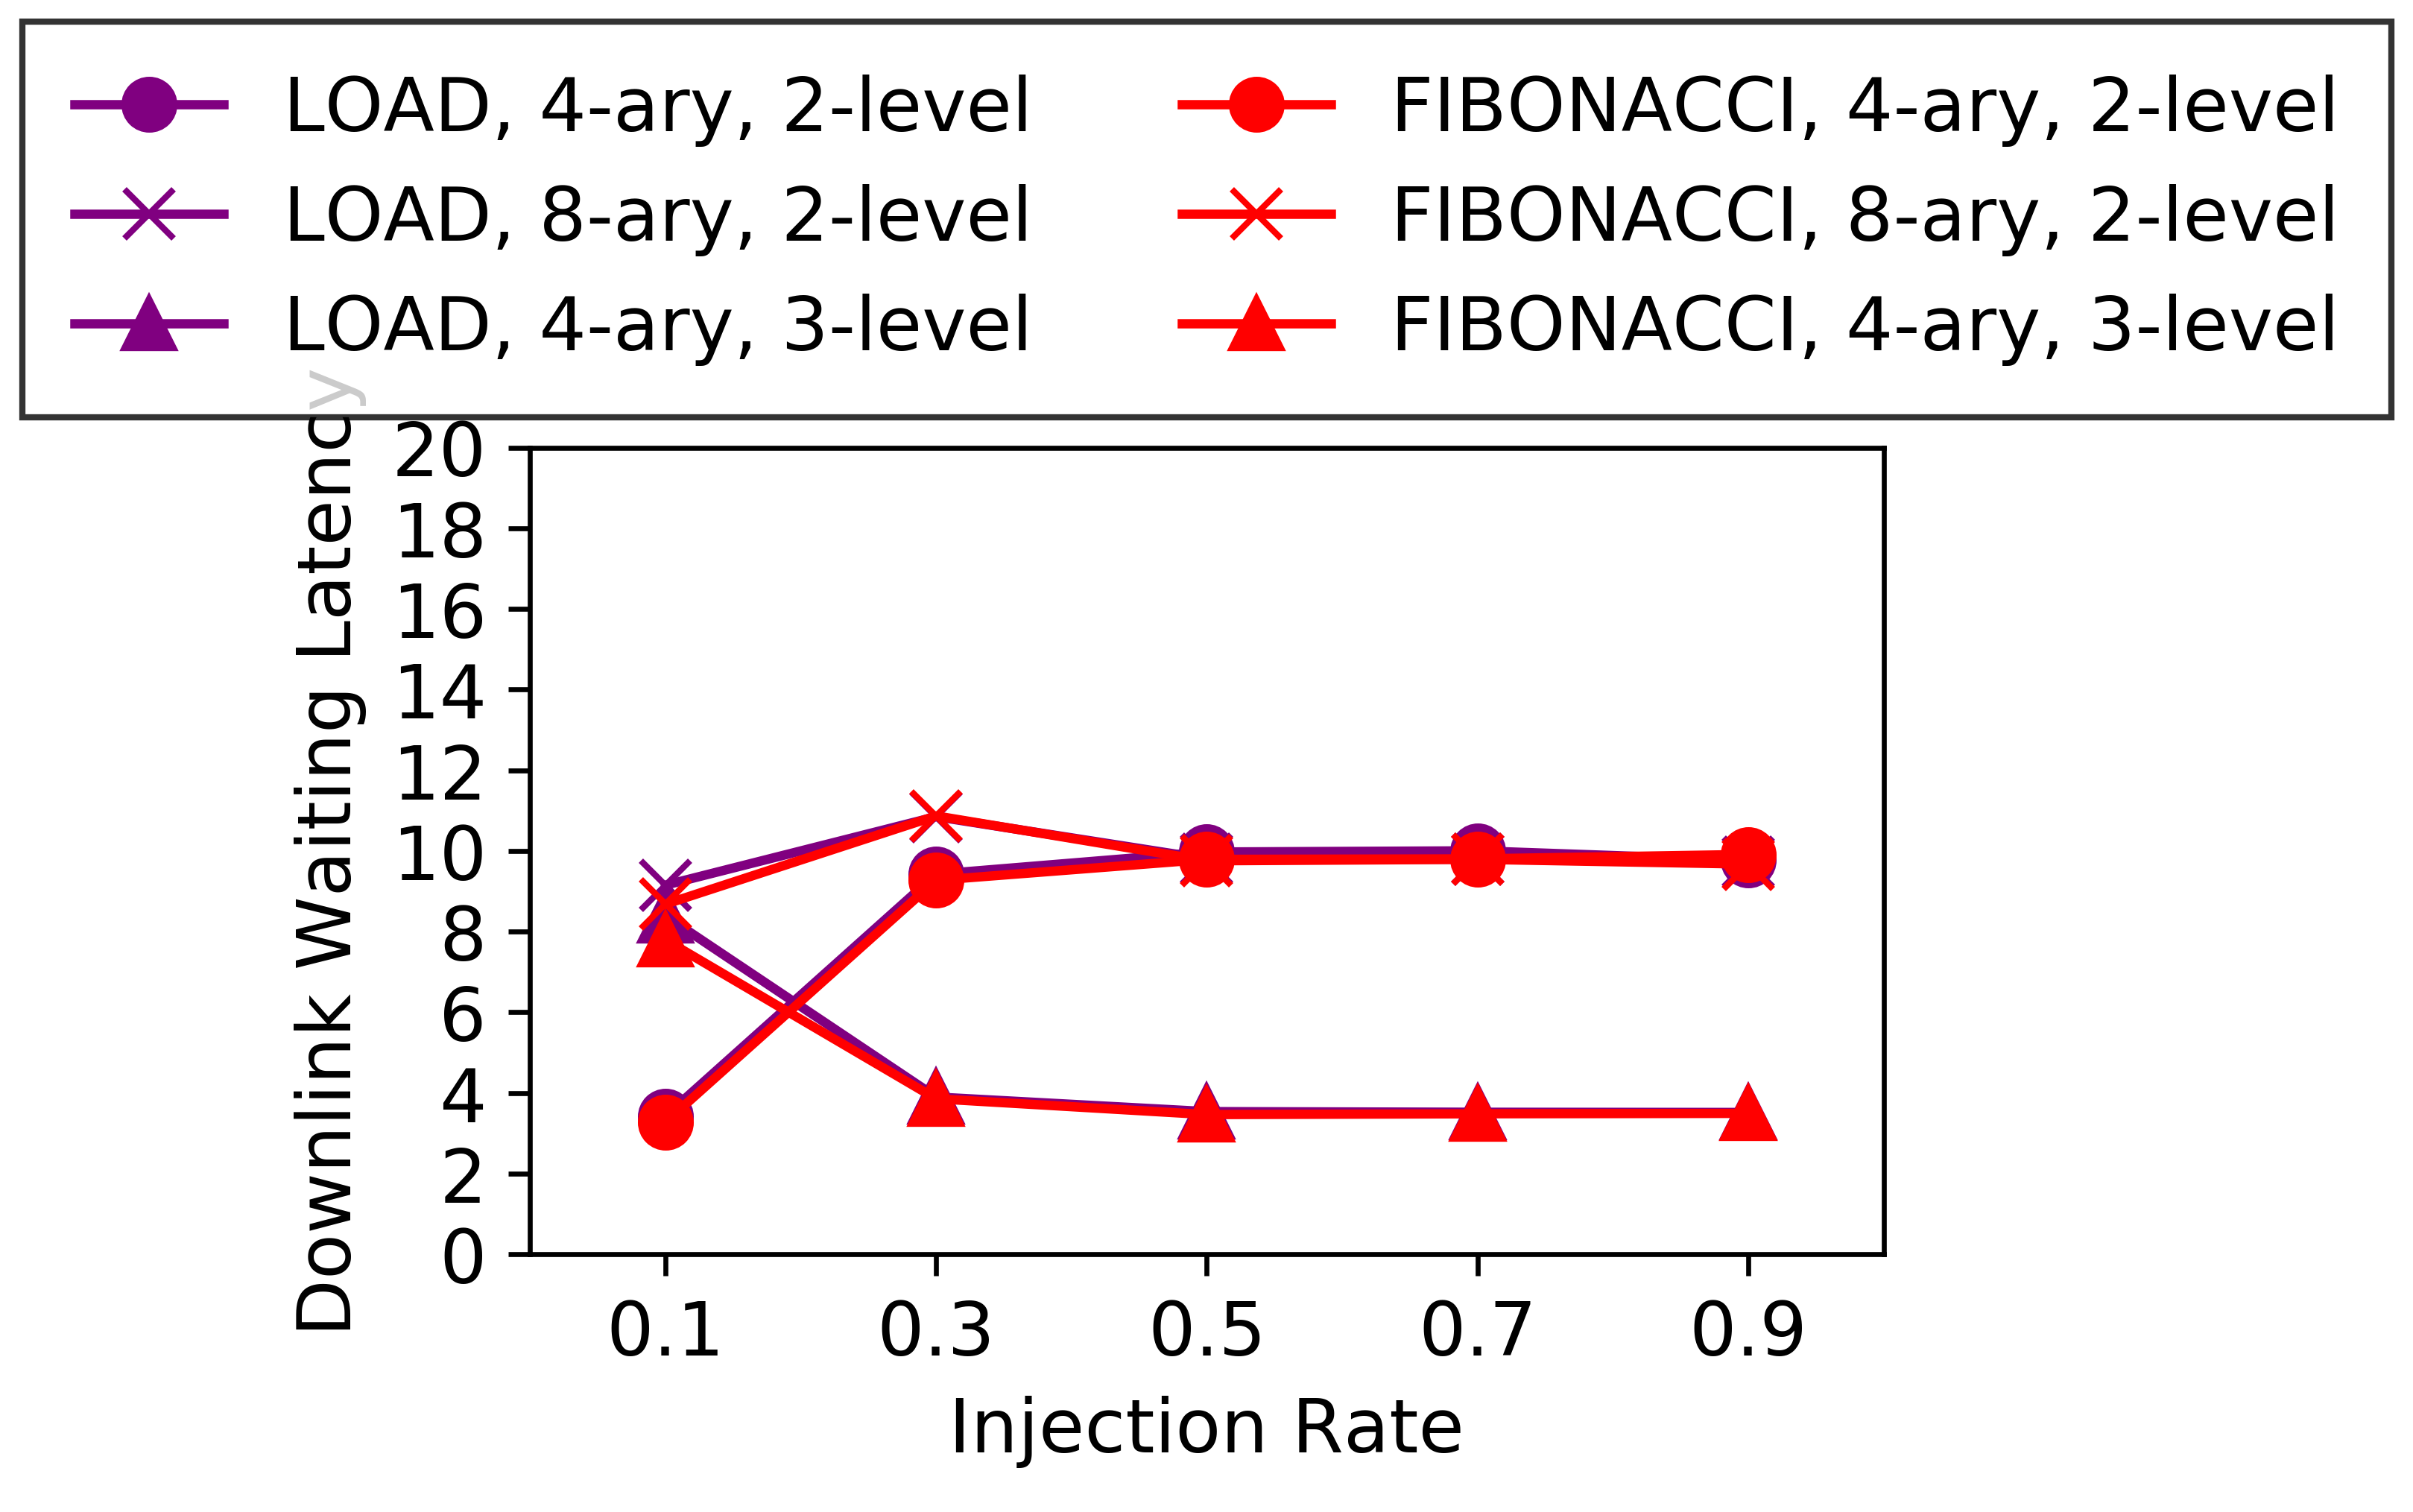 LOAD, 4-ary, 2-level
LOAD, 8-ary, 2-level
LOAD, 4-ary, 3-level
FIBONACCI, 4-ary, 2-level
FIBONACCI, 8-ary, 2-level
FIBONACCI, 4-ary, 3-level
Downlink Waiting Latency
20
18
16
14
12
10
8
6
4
2
0
0.1 0.3 0.5 0.7 0.9
Injection Rate